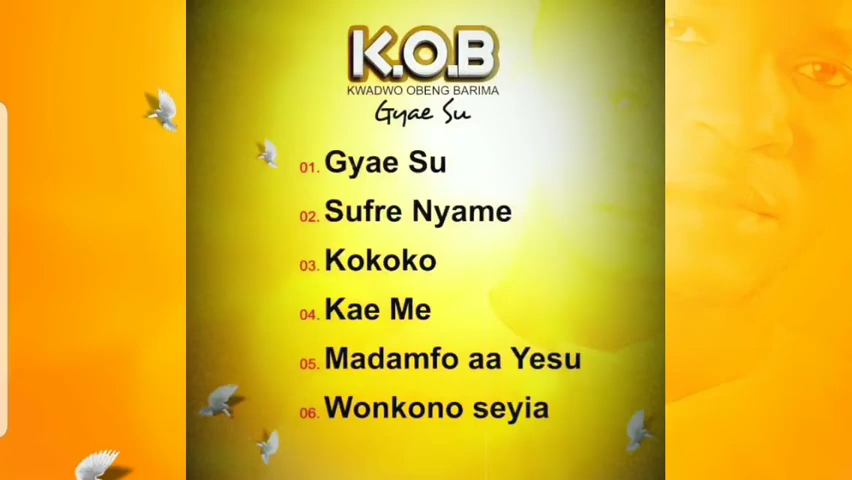 K.O.B
KWADWO OBENG BARIMA
Gyae Su
01. Gyae Su
02. Sufre Nyame
03. Kokoko
04. Kae Me
05. Madamfo aa Yesu
06. Wonkono seyia